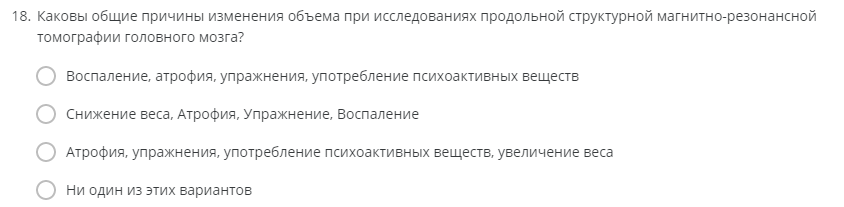 18. Каковы общие причины изменения объема при исследованиях продольной структурной магнитно-резонансной
томографии головного мозга?
Воспаление, атрофия, упражнения, употребление психоактивных веществ
Снижение веса, Атрофия, Упражнение, Воспаление
Атрофия, упражнения, употребление психоактивных веществ, увеличение веса
Ни один из этих вариантов